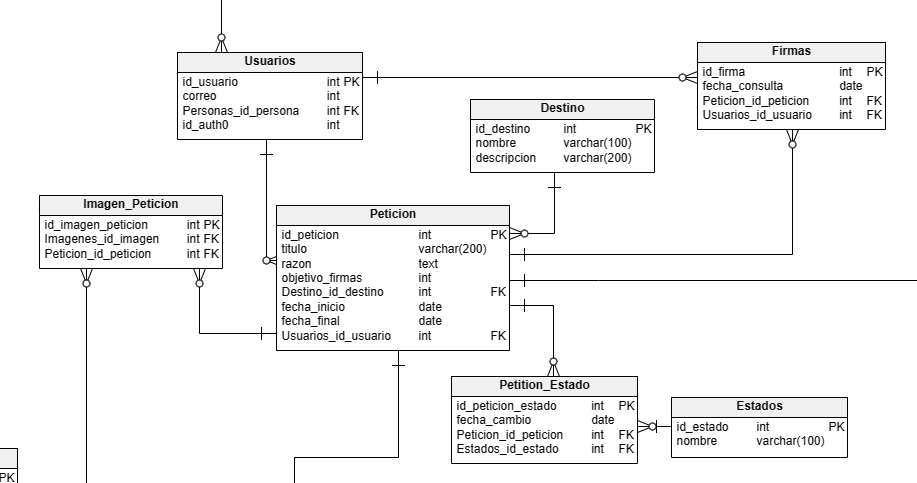 Usuarios
id_usuario int PK
correo int
Personas_id_persona int FK
id_auth0 int
Firmas
id_firma int PK
fecha_consulta date
Peticion_id_peticion int FK
Usuarios_id_usuario int FK
Destino
id_destino int PK
nombre varchar(100)
descripcion varchar(200)
Imagen_Peticion
id_imagen_peticion int PK
Imagenes_id_imagen int FK
Peticion_id_peticion int FK
Peticion
id_peticion int PK
titulo varchar(200)
razon text
objetivo_firmas int
Destino_id_destino int FK
fecha_inicio date
fecha_final date
Usuarios_id_usuario int FK
Petition_Estado
id_peticion_estado int PK
fecha_cambio date
Peticion_id_peticion int FK
Estados_id_estado int FK
Estados
id_estado int PK
nombre varchar(100)
PK